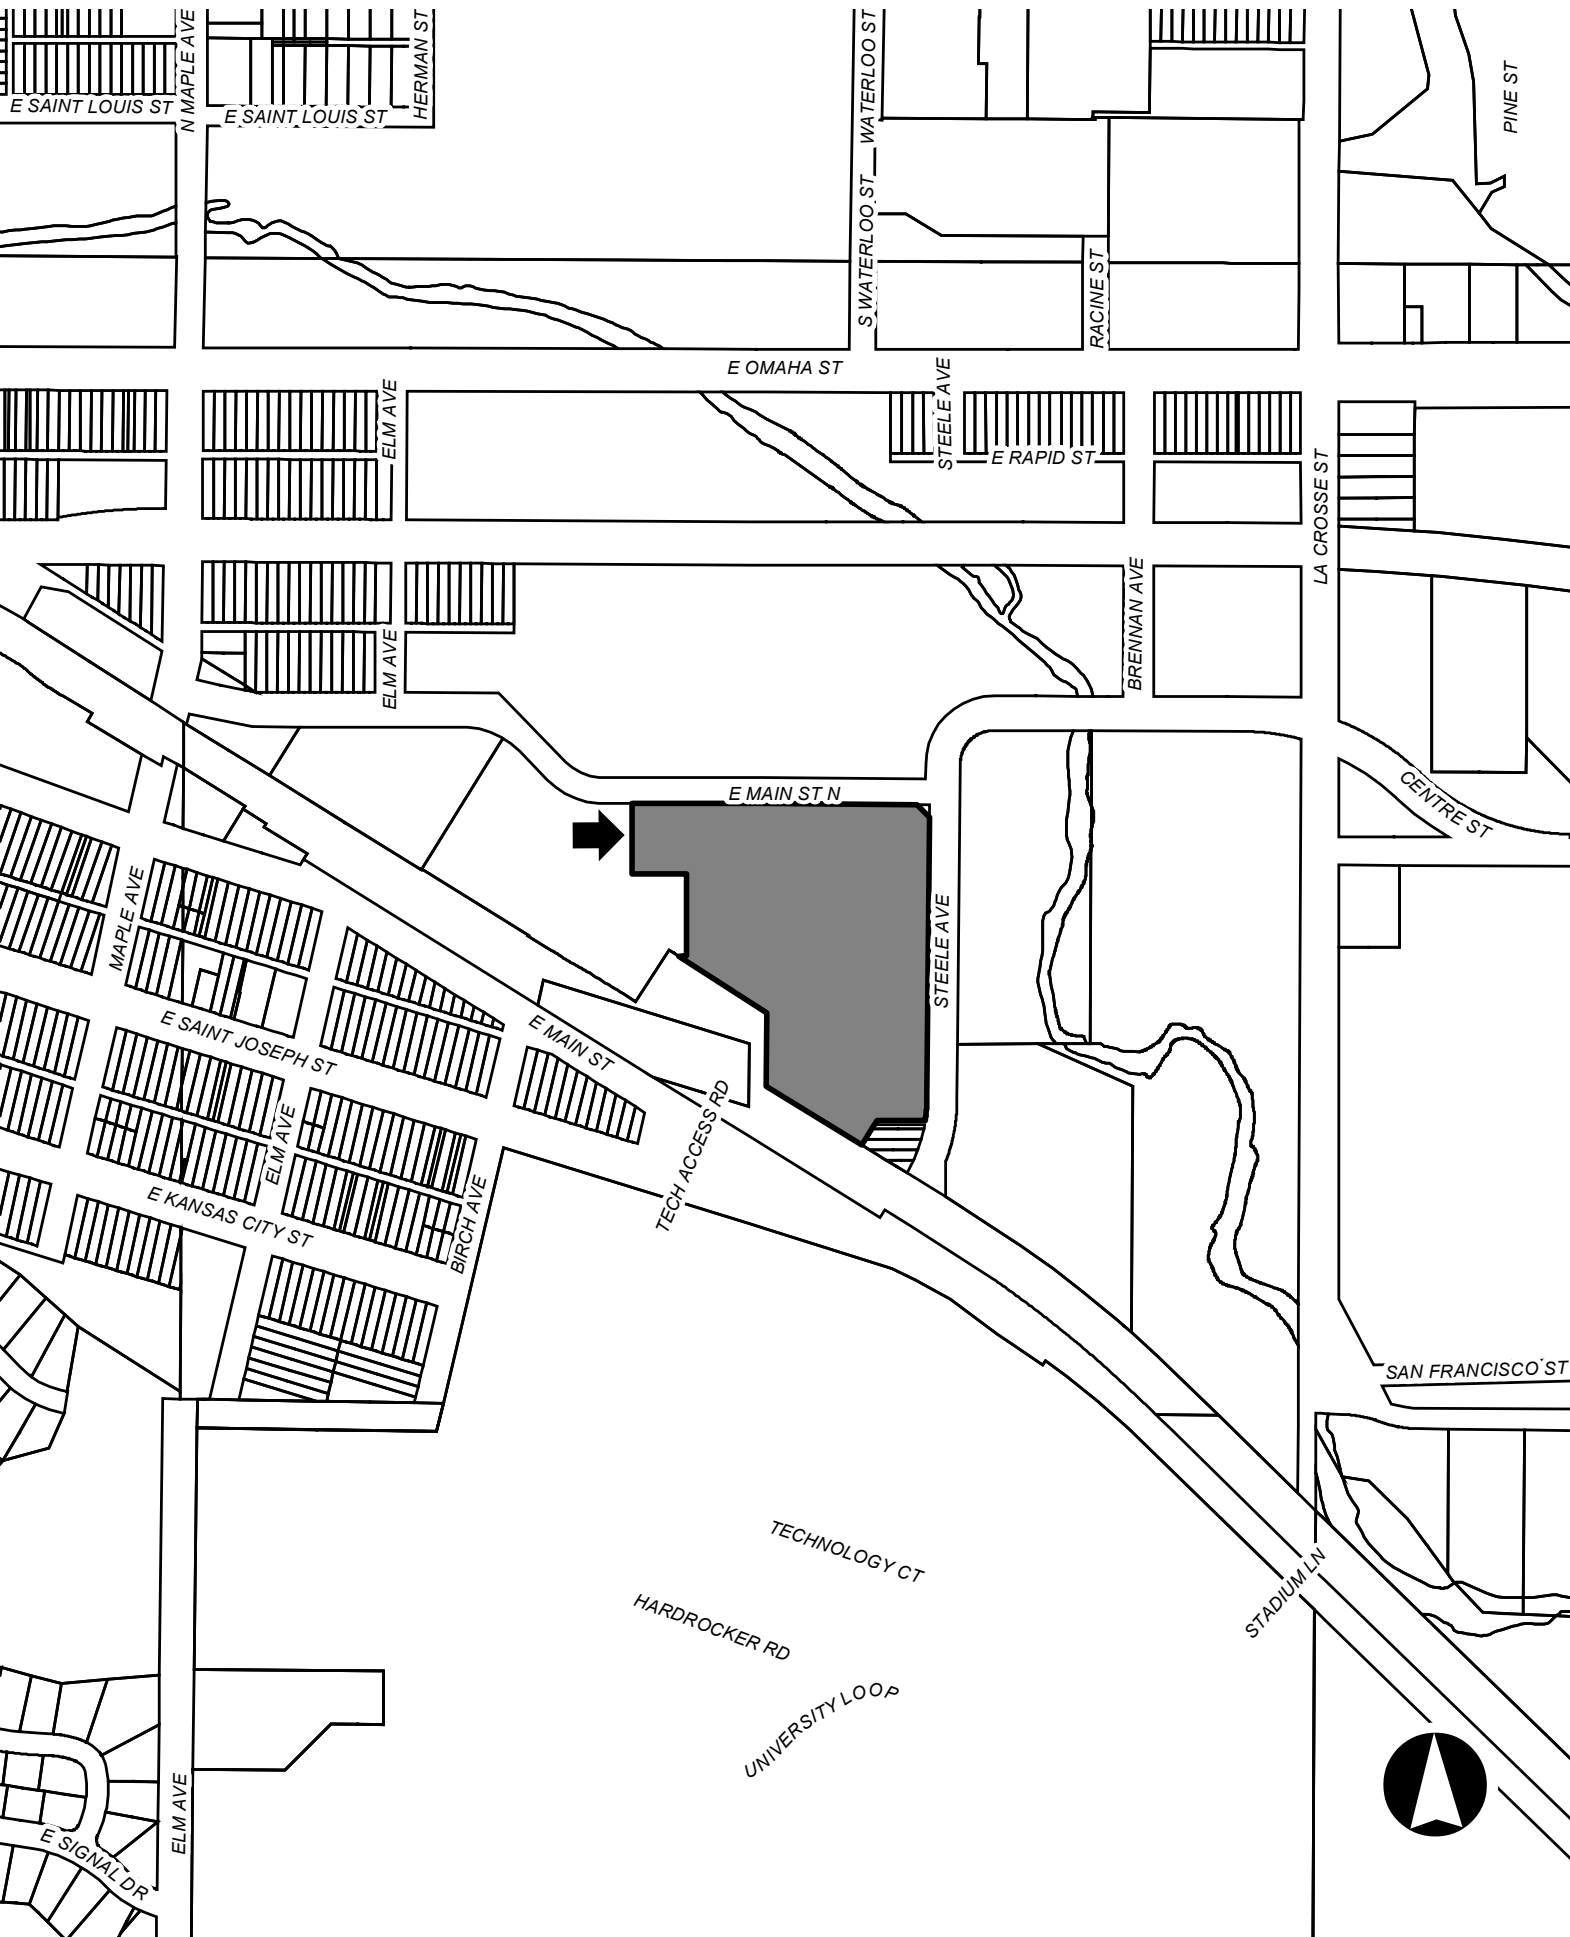 N MAPLE AVE
HERMAN ST
WATERLOO ST
PINE ST
E SAINT LOUIS ST
E SAINT LOUIS ST
S WATERLOO ST
RACINE ST
E OMAHA ST
ELM AVE
STEELE AVE
E RAPID ST
LA CROSSE ST
BRENNAN AVE
ELM AVE
E MAIN ST N
CENTRE ST
MAPLE AVE
STEELE AVE
E SAINT JOSEPH ST
E MAIN ST
ELM AVE
TECH ACCESS RD
E KANSAS CITY ST
BIRCH AVE
SAN FRANCISCO ST
TECHNOLOGY CT
STADIUM LN
HARDROCKER RD
UNIVERSITY LOOP
ELM AVE
E SIGNAL DR